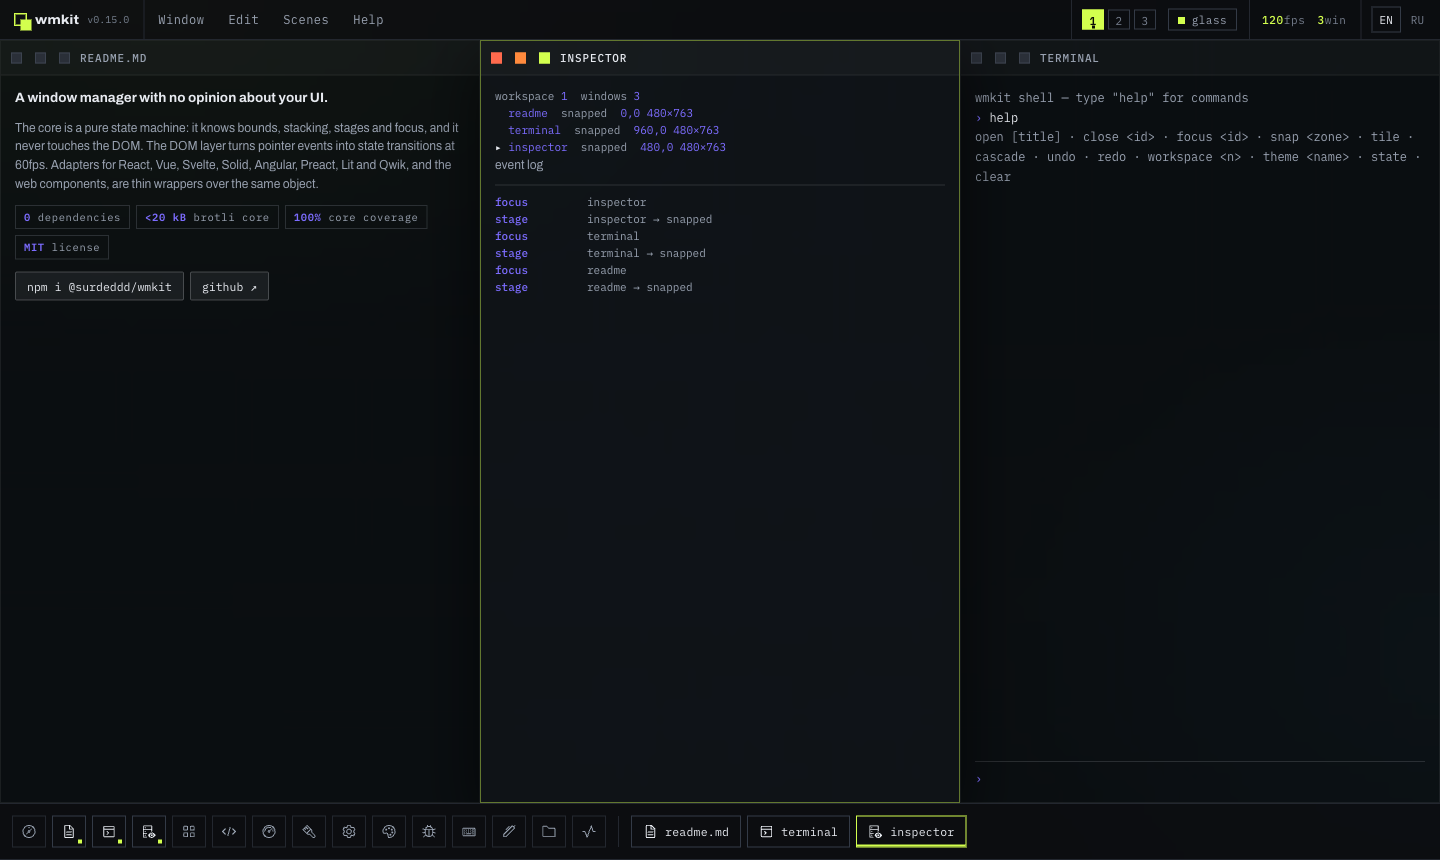 wmkit v0.15.0 Window Edit Scenes Help 1 2 3 glass 120fps 3win EN RU
README.MD
A window manager with no opinion about your UI.
The core is a pure state machine: it knows bounds, stacking, stages and focus, and it
never touches the DOM. The DOM layer turns pointer events into state transitions at
60fps. Adapters for React, Vue, Svelte, Solid, Angular, Preact, Lit and Qwik, and the
web components, are thin wrappers over the same object.
0 dependencies <20 kB brotli core 100% core coverage
MIT license
npm i @surdeddd/wmkit github ↗
INSPECTOR
workspace 1 windows 3
readme snapped 0,0 480×763
terminal snapped 960,0 480×763
▸ inspector snapped 480,0 480×763
event log
focus inspector
stage inspector → snapped
focus terminal
stage terminal → snapped
focus readme
stage readme → snapped
TERMINAL
wmkit shell — type "help" for commands
› help
open [title] · close <id> · focus <id> · snap <zone> · tile ·
cascade · undo · redo · workspace <n> · theme <name> · state ·
clear
›
readme.md terminal inspector